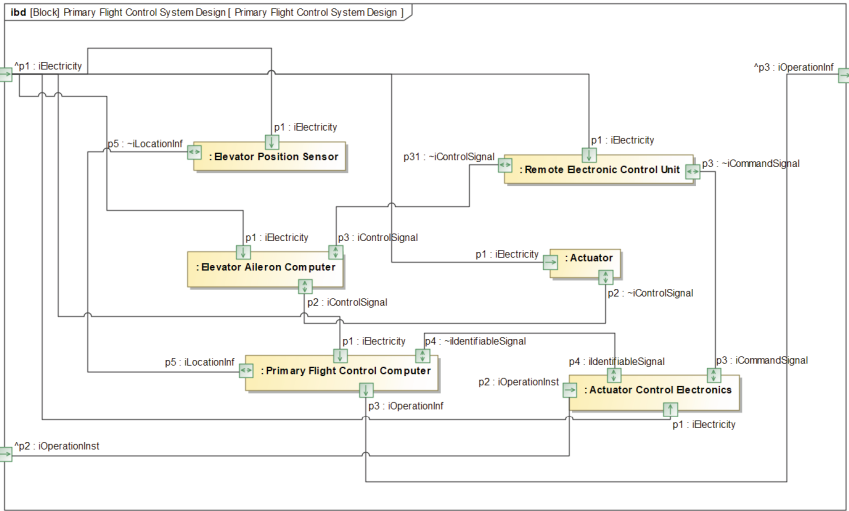 ibd [Block] Primary Flight Control System Design [ Primary Flight Control System Design ]
^p1 : iElectricity
^p3 : iOperationInf
p1 : iElectricity
p5 : ~iLocationInf
: Elevator Position Sensor
p1 : iElectricity
p31 : ~iControlSignal
p3 : ~iCommandSignal
: Remote Electronic Control Unit
p1 : iElectricity
p3 : iControlSignal
: Elevator Aileron Computer
p2 : iControlSignal
p1 : iElectricity
: Actuator
p2 : ~iControlSignal
p1 : iElectricity
p4 : ~iIdentifiableSignal
p5 : iLocationInf
: Primary Flight Control Computer
p3 : iOperationInf
p4 : iIdentifiableSignal
p3 : iCommandSignal
p2 : iOperationInst
: Actuator Control Electronics
p1 : iElectricity
^p2 : iOperationInst